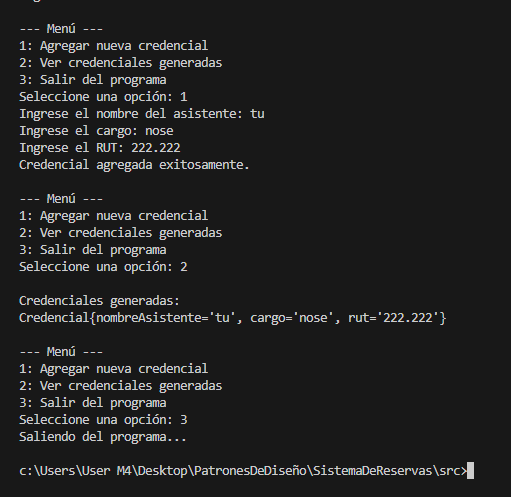 --- Menú ---
1: Agregar nueva credencial
2: Ver credenciales generadas
3: Salir del programa
Seleccione una opción: 1
Ingrese el nombre del asistente: tu
Ingrese el cargo: nose
Ingrese el RUT: 222.222
Credencial agregada exitosamente.
--- Menú ---
1: Agregar nueva credencial
2: Ver credenciales generadas
3: Salir del programa
Seleccione una opción: 2
Credenciales generadas:
Credencial{nombreAsistente='tu', cargo='nose', rut='222.222'}
--- Menú ---
1: Agregar nueva credencial
2: Ver credenciales generadas
3: Salir del programa
Seleccione una opción: 3
Saliendo del programa...
c:\Users\User M4\Desktop\PatronesDeDiseño\SistemaDeReservas\src>